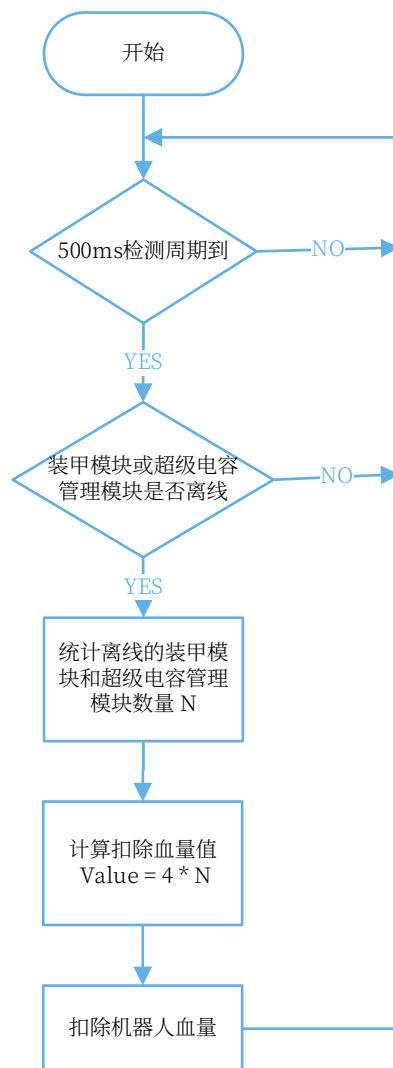 开始
500ms检测周期到
NO
YES
装甲模块或超级电容
管理模块是否离线
NO
YES
统计离线的装甲模
块和超级电容管理
模块数量 N
计算扣除血量值
Value = 4 * N
扣除机器人血量